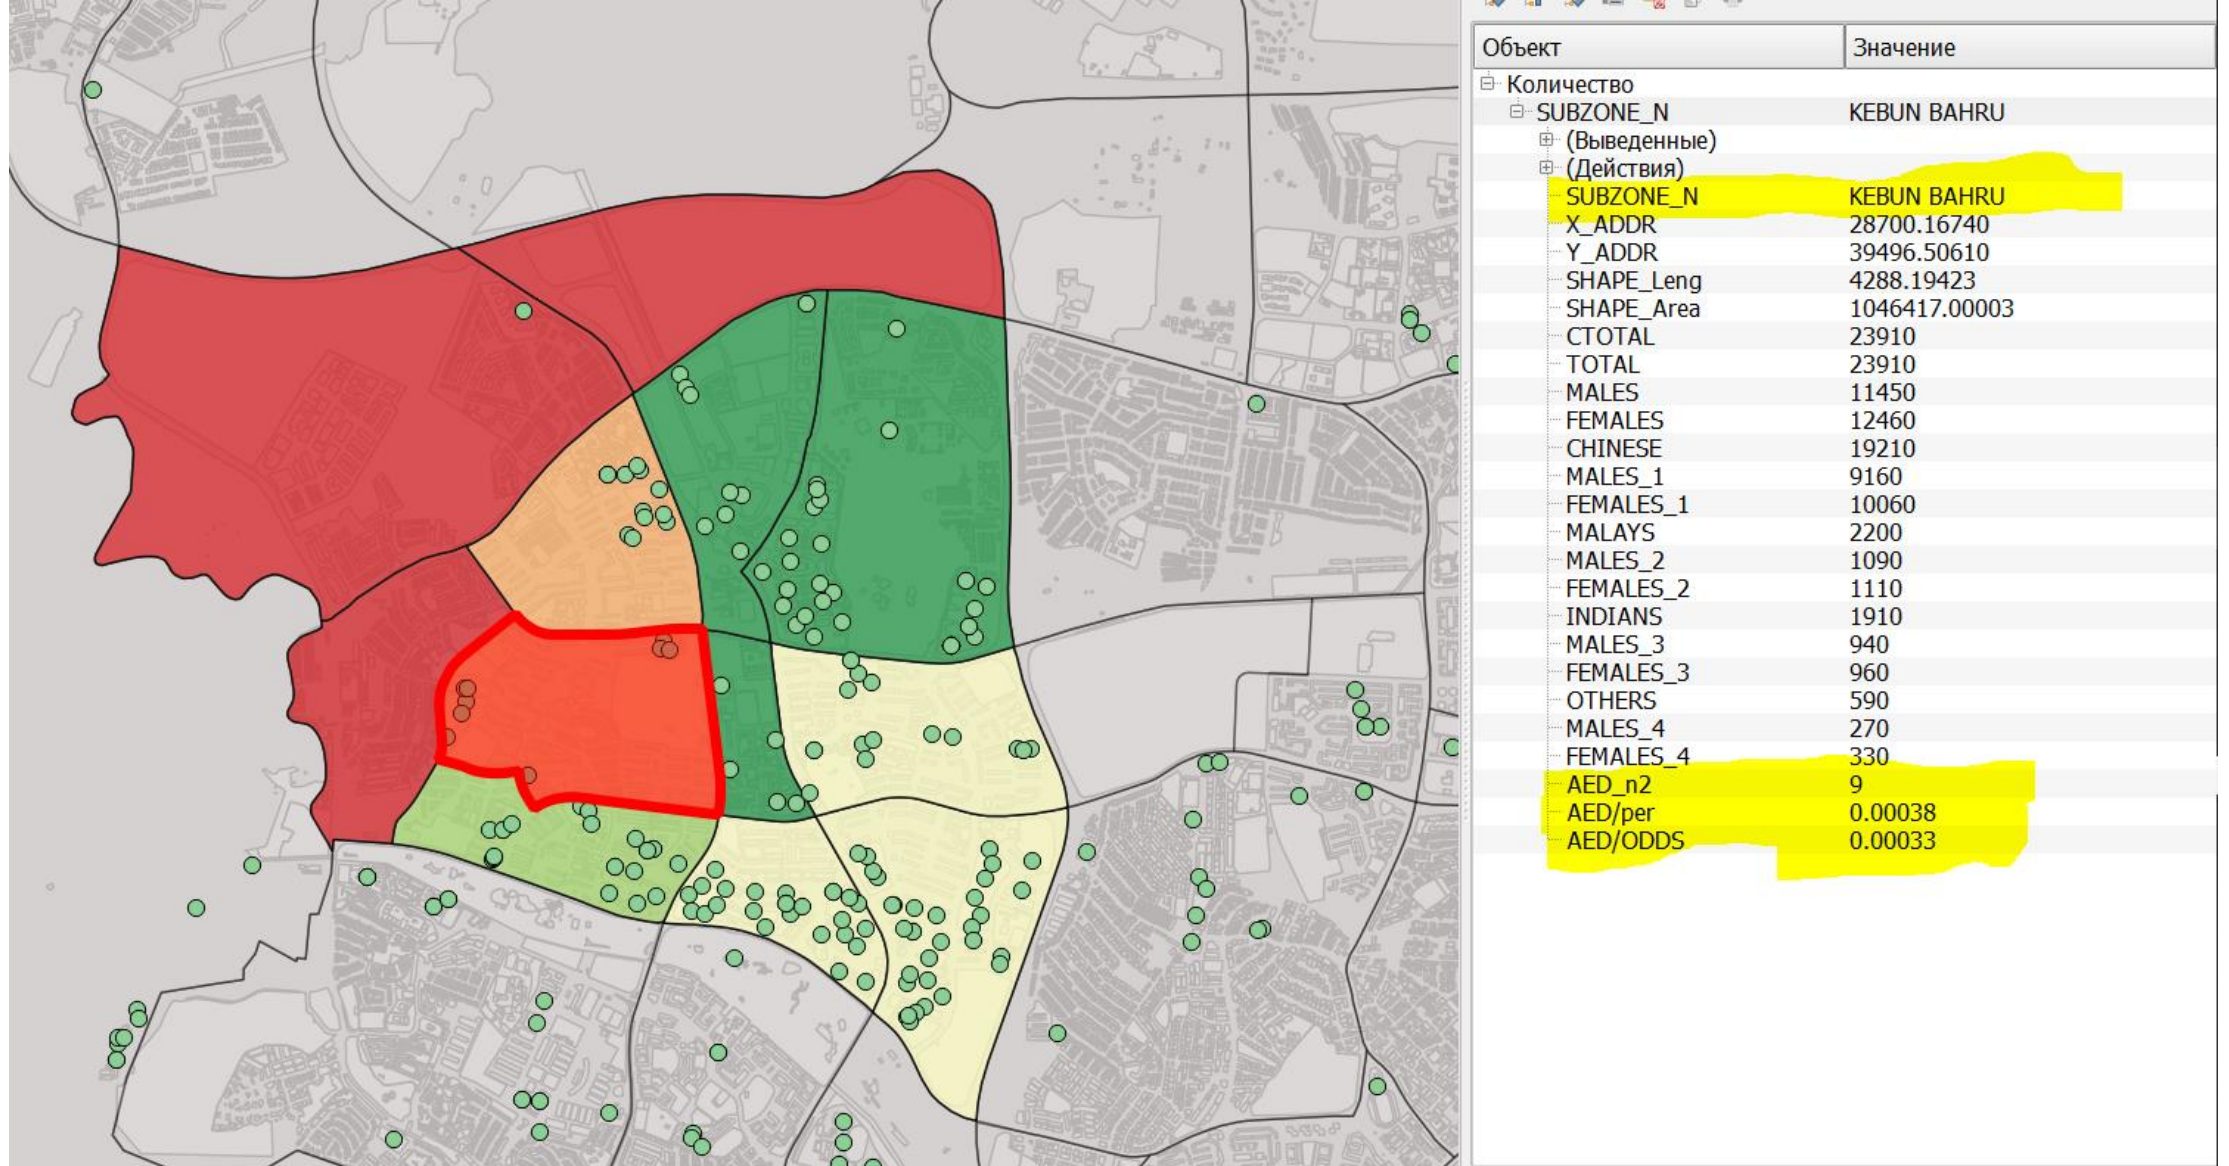 Объект Значение
Количество
SUBZONE_N KEBUN BAHRU
(Выведенные)
(Действия)
SUBZONE_N KEBUN BAHRU
X_ADDR 28700.16740
Y_ADDR 39496.50610
SHAPE_Leng 4288.19423
SHAPE_Area 1046417.00003
CTOTAL 23910
TOTAL 23910
MALES 11450
FEMALES 12460
CHINESE 19210
MALES_1 9160
FEMALES_1 10060
MALAYS 2200
MALES_2 1090
FEMALES_2 1110
INDIANS 1910
MALES_3 940
FEMALES_3 960
OTHERS 590
MALES_4 270
FEMALES_4 330
AED_n2 9
AED/per 0.00038
AED/ODDS 0.00033